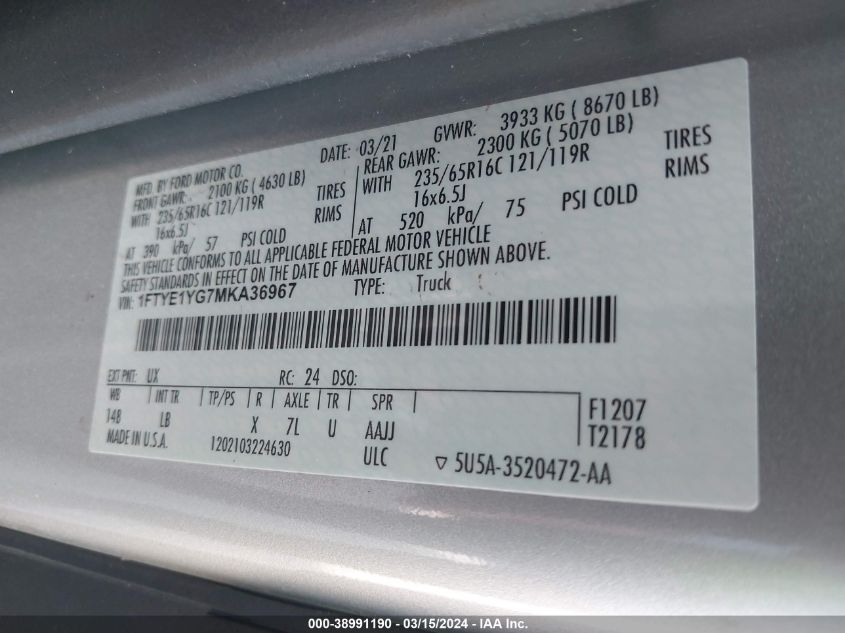 MFD. BY FORD MOTOR CO.
DATE: 03/21
GVWR: 3933 KG ( 8670 LB)
FRONT GAWR: 2100 KG ( 4630 LB)
WITH 235/65R16C 121/119R TIRES
16x6.5J RIMS
AT 390 kPa/ 57 PSI COLD
REAR GAWR: 2300 KG ( 5070 LB)
WITH 235/65R16C 121/119R TIRES
16x6.5J RIMS
AT 520 kPa/ 75 PSI COLD
THIS VEHICLE CONFORMS TO ALL APPLICABLE FEDERAL MOTOR VEHICLE
SAFETY STANDARDS IN EFFECT ON THE DATE OF MANUFACTURE SHOWN ABOVE.
VIN: 1FTYE1YG7MKA36967 TYPE: Truck
EXT PNT: UX RC: 24 DSO:
WB INT TR TP/PS R AXLE TR SPR
148 LB X 7L U AAJJ
F1207
T2178
MADE IN U.S.A. 1202103224630 ULC 5U5A-3520472-AA
000-38991190 - 03/15/2024 - IAA Inc.